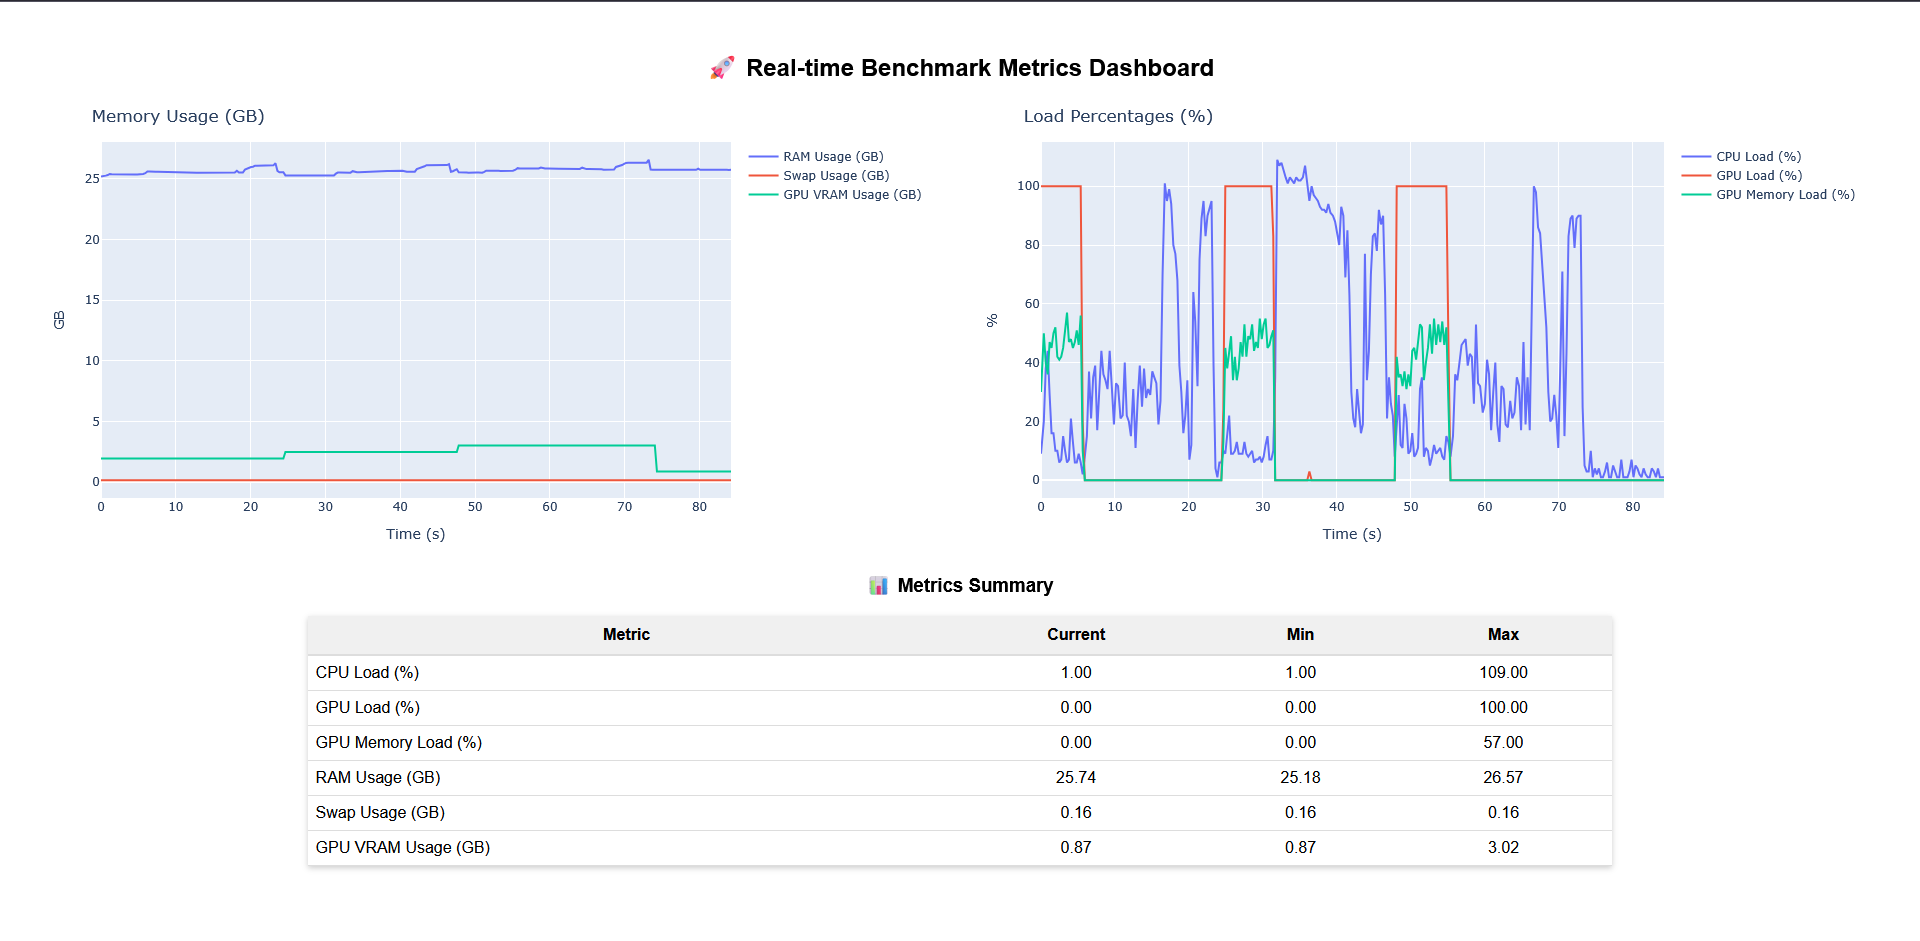 🚀 Real-time Benchmark Metrics Dashboard
Memory Usage (GB)
25
20
15
10
5
0
GB
0 10 20 30 40 50 60 70 80
Time (s)
RAM Usage (GB)
Swap Usage (GB)
GPU VRAM Usage (GB)
Load Percentages (%)
100
80
60
40
20
0
%
0 10 20 30 40 50 60 70 80
Time (s)
CPU Load (%)
GPU Load (%)
GPU Memory Load (%)
📊 Metrics Summary
Metric Current Min Max
CPU Load (%) 1.00 1.00 109.00
GPU Load (%) 0.00 0.00 100.00
GPU Memory Load (%) 0.00 0.00 57.00
RAM Usage (GB) 25.74 25.18 26.57
Swap Usage (GB) 0.16 0.16 0.16
GPU VRAM Usage (GB) 0.87 0.87 3.02